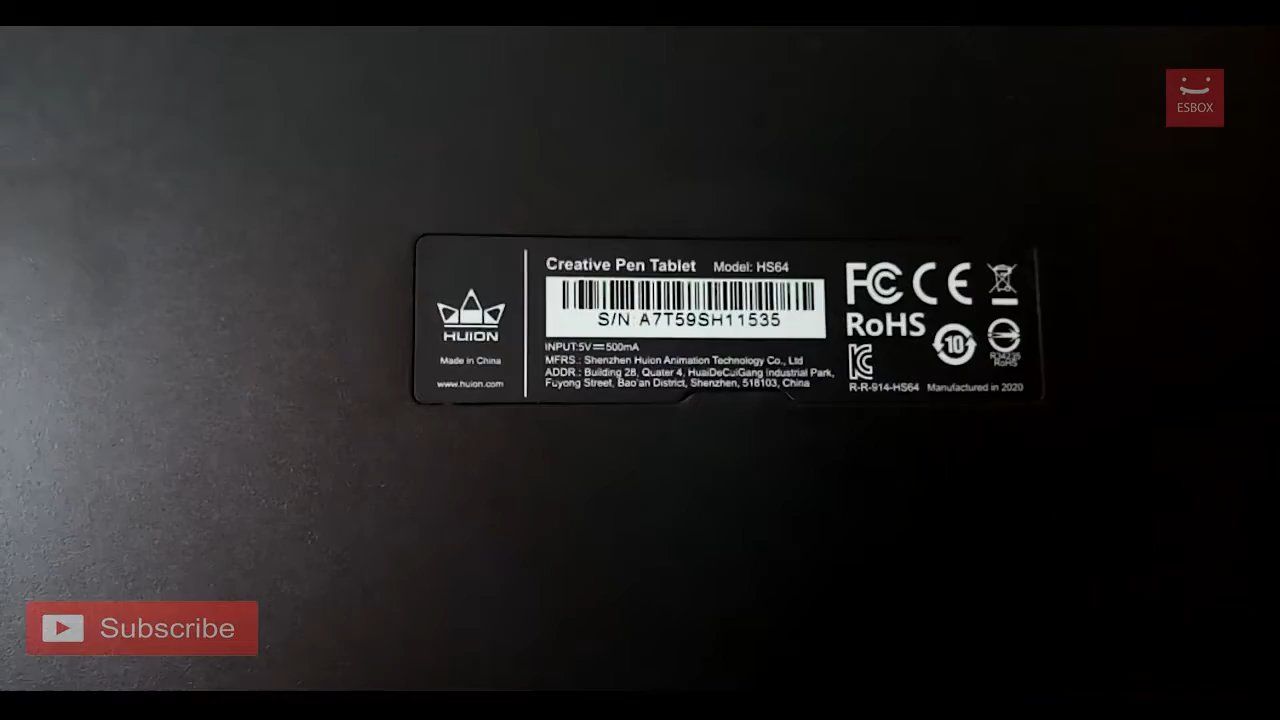 ESBOX
Creative Pen Tablet Model: HS64
S/N A7T59SH11535
HUION
Made in China
www.huion.com
INPUT:5V⎓500mA
MFRS.: Shenzhen Huion Animation Technology Co., Ltd
ADDR.: Building 28, Quater 4, HuaiDeCuiGang Industrial Park,
Fuyong Street, Bao'an District, Shenzhen, 518103, China
FC CE
RoHS
10
RoHS
R-R-914-HS64 Manufactured in 2020
Subscribe